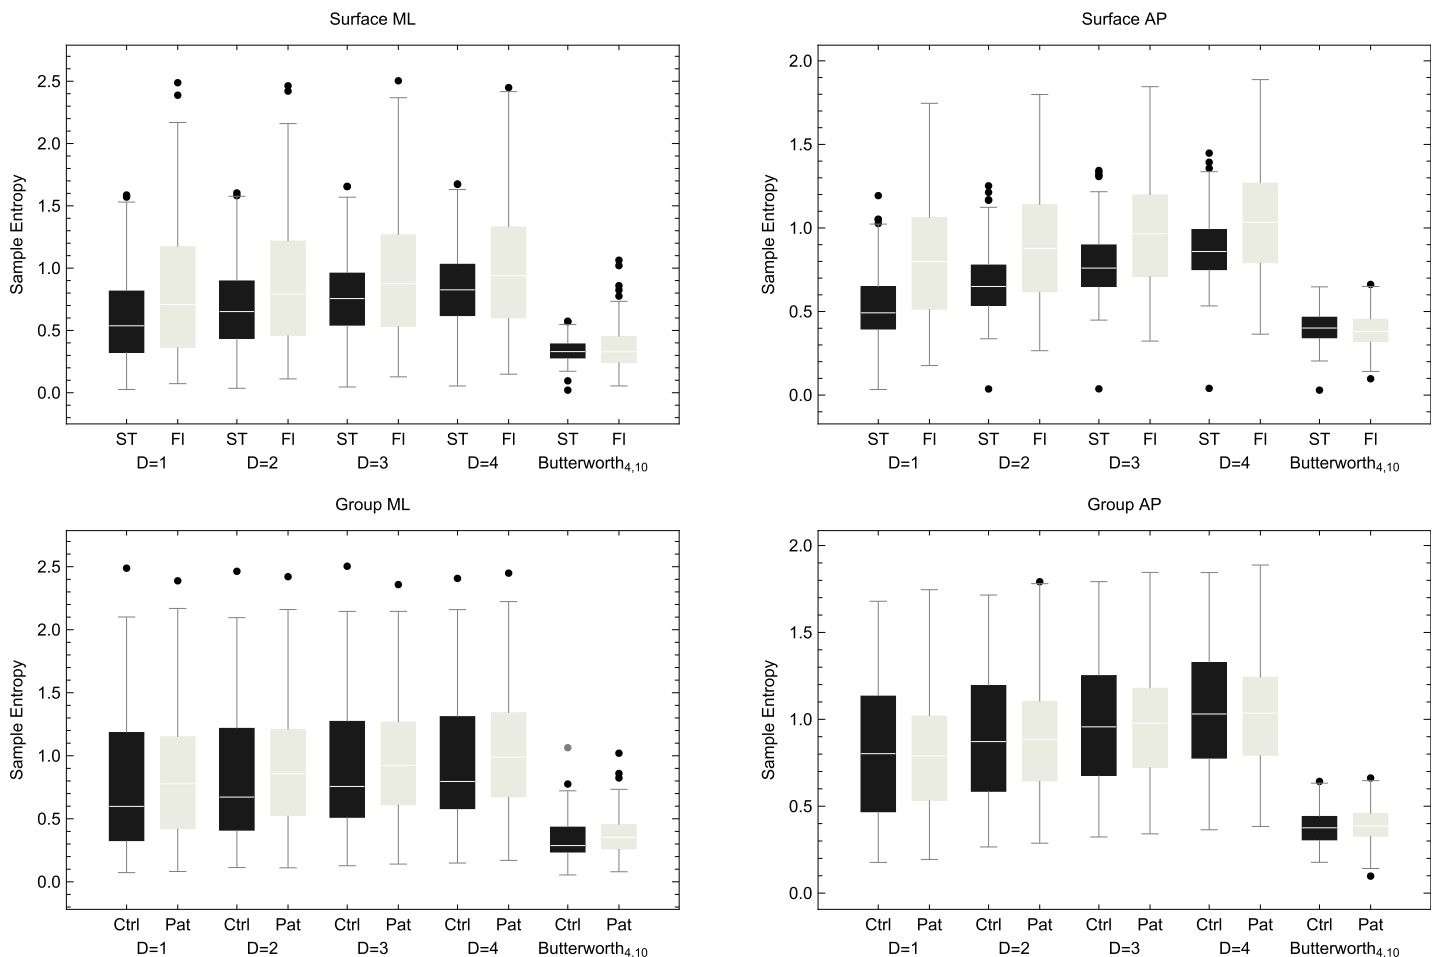 Surface ML
Sample Entropy
2.5
2.0
1.5
1.0
0.5
0.0
ST FI ST FI ST FI ST FI ST FI
D=1 D=2 D=3 D=4 Butterworth4,10
Surface AP
Sample Entropy
2.0
1.5
1.0
0.5
0.0
ST FI ST FI ST FI ST FI ST FI
D=1 D=2 D=3 D=4 Butterworth4,10
Group ML
Sample Entropy
2.5
2.0
1.5
1.0
0.5
0.0
Ctrl Pat Ctrl Pat Ctrl Pat Ctrl Pat Ctrl Pat
D=1 D=2 D=3 D=4 Butterworth4,10
Group AP
Sample Entropy
2.0
1.5
1.0
0.5
0.0
Ctrl Pat Ctrl Pat Ctrl Pat Ctrl Pat Ctrl Pat
D=1 D=2 D=3 D=4 Butterworth4,10